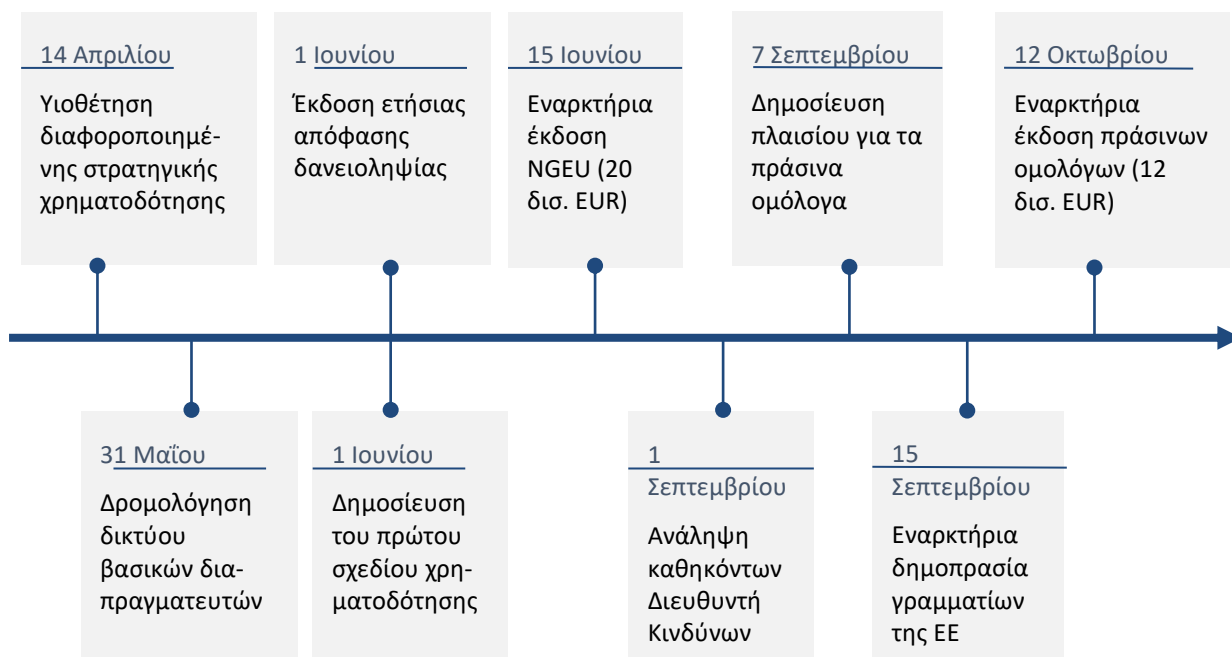 14 Απριλίου
Υιοθέτηση
διαφοροποιημέ-
νης στρατηγικής
χρηματοδότησης
1 Ιουνίου
Έκδοση ετήσιας
απόφασης
δανειοληψίας
15 Ιουνίου
Εναρκτήρια
έκδοση
NGEU (20
δισ. EUR)
7 Σεπτεμβρίου
Δημοσίευση
πλαισίου για τα
πράσινα
ομόλογα
12 Οκτωβρίου
Εναρκτήρια
έκδοση πράσινων
ομολόγων (12
δισ. EUR)
31 Μαΐου
Δρομολόγηση
δικτύου
βασικών δια-
πραγματευτών
1 Ιουνίου
Δημοσίευση
του πρώτου
σχεδίου χρη-
ματοδότησης
1
Σεπτεμβρίου
Ανάληψη
καθηκόντων
Διευθυντή
Κινδύνων
15
Σεπτεμβρίου
Εναρκτήρια
δημοπρασία
γραμματίων
της ΕΕ